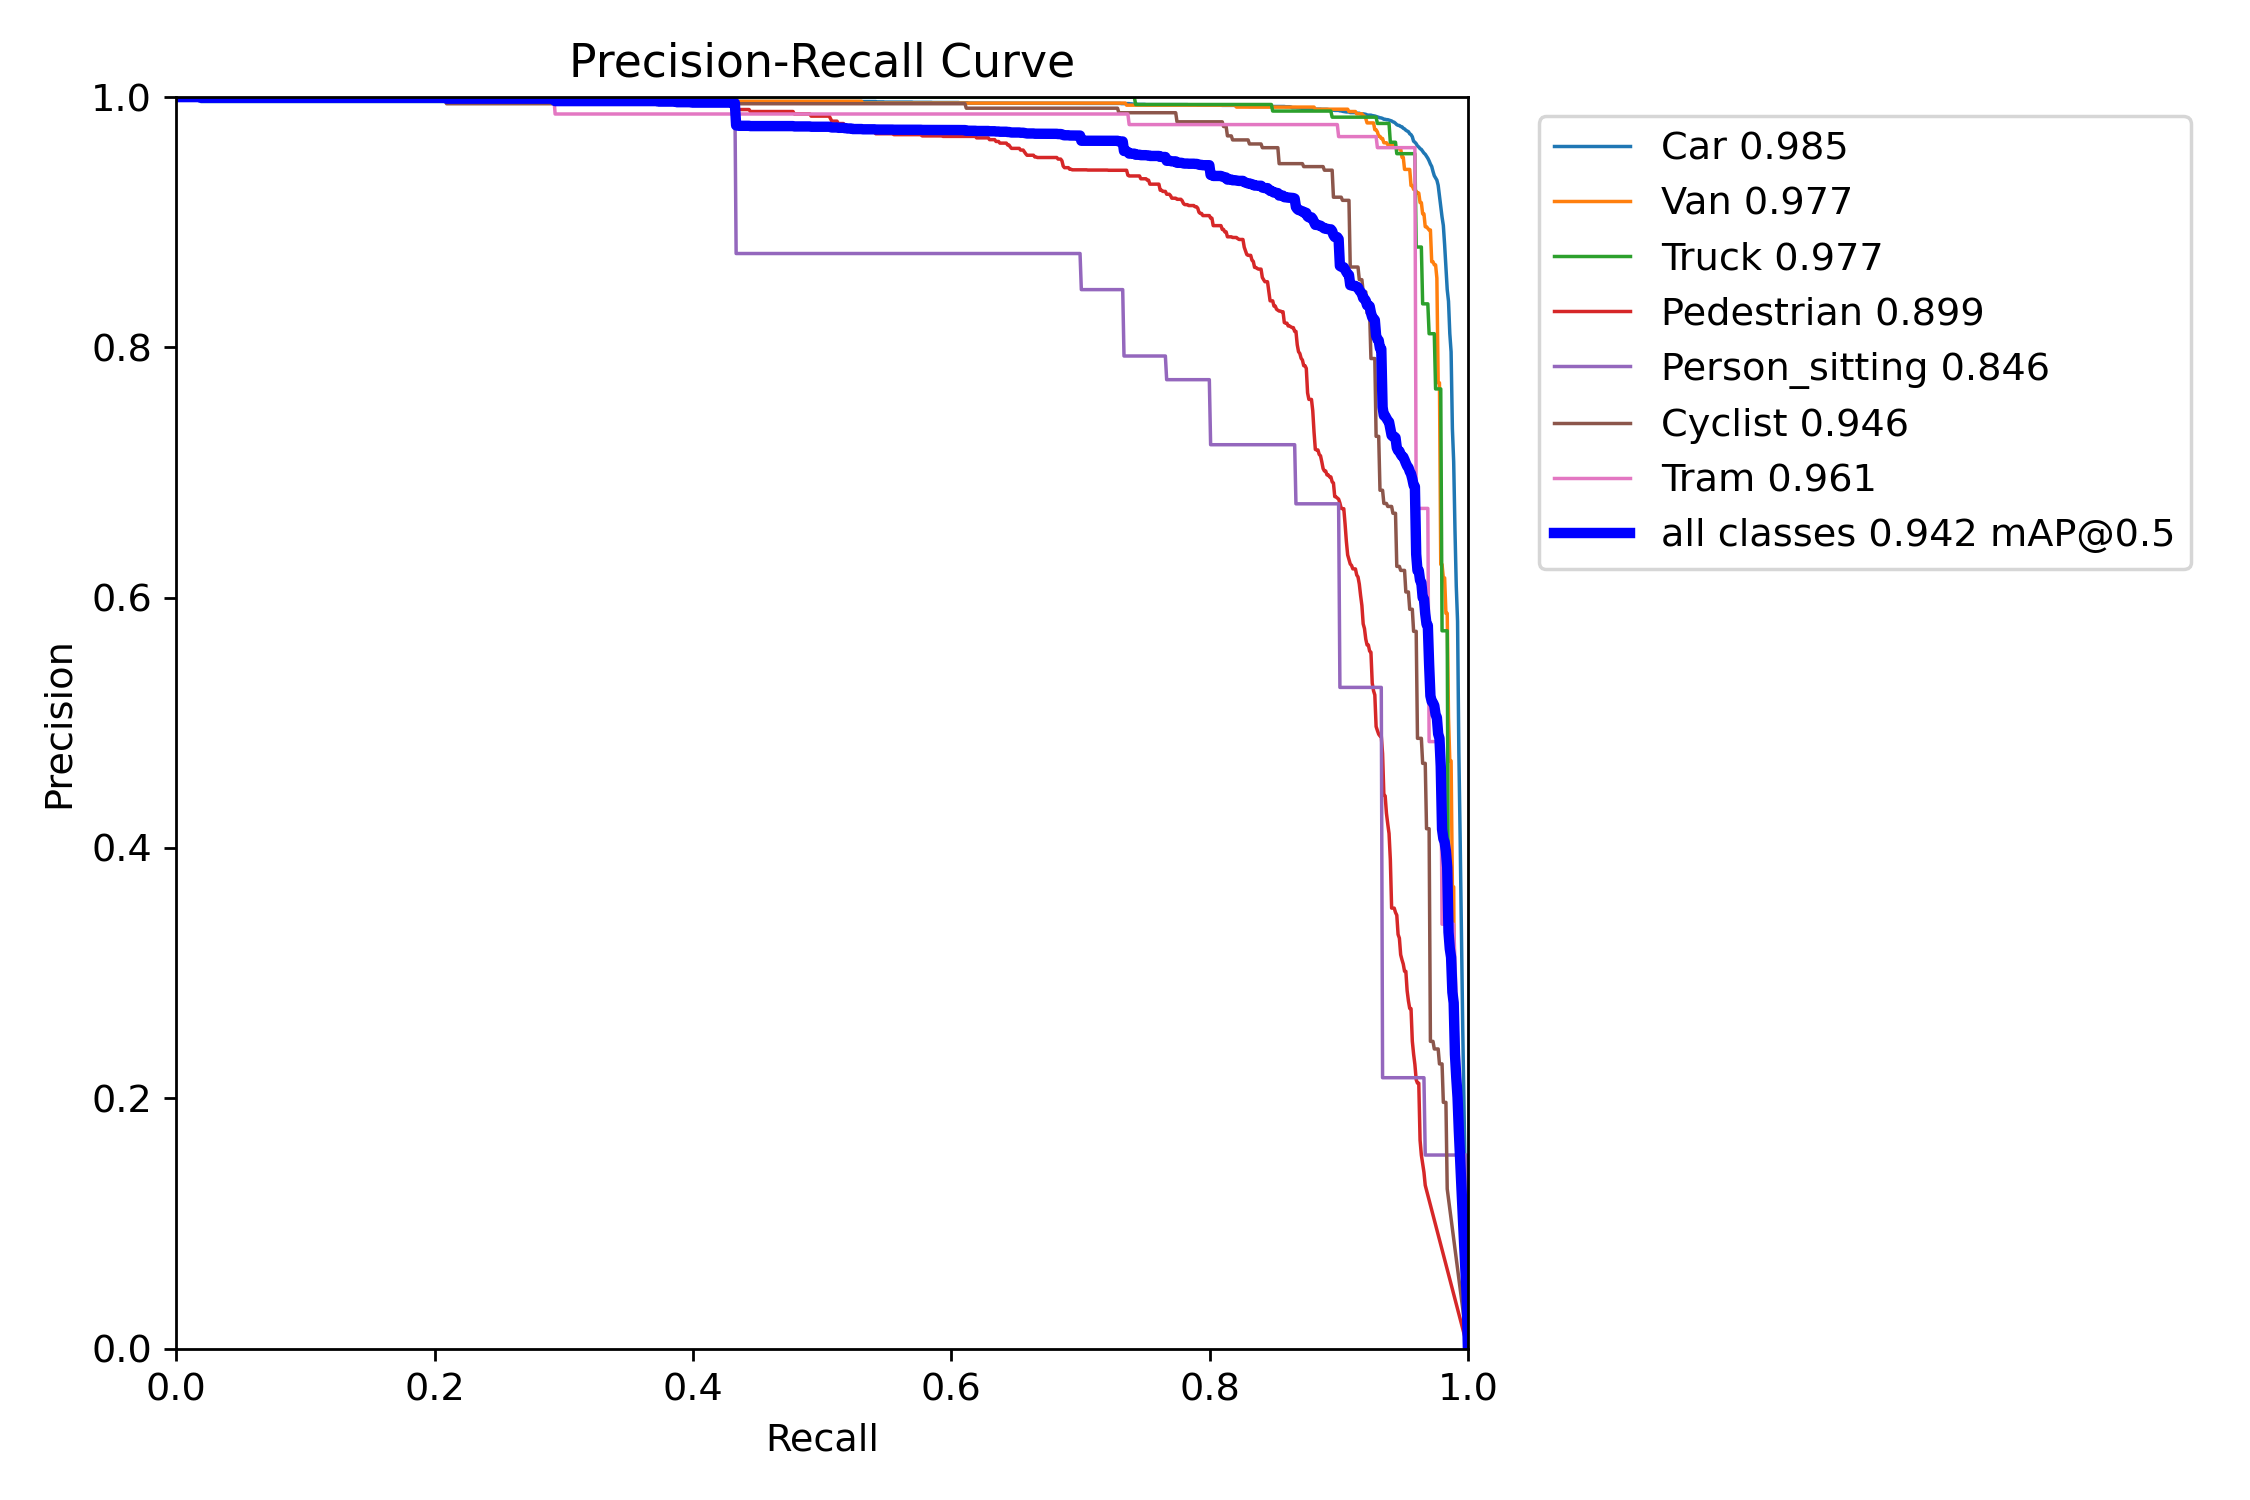 Precision-Recall Curve
1.0
0.8
0.6
0.4
0.2
0.0
Precision
0.0 0.2 0.4 0.6 0.8 1.0
Recall
Car 0.985
Van 0.977
Truck 0.977
Pedestrian 0.899
Person_sitting 0.846
Cyclist 0.946
Tram 0.961
all classes 0.942 mAP@0.5